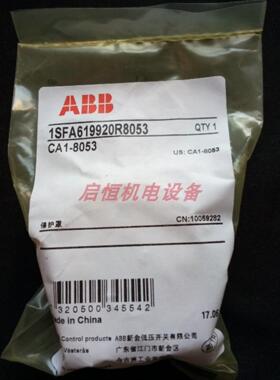 ABB
1SFA619920R8053
QTY 1
CA1-8053
US: CA1-8053
启恒机电设备
保护罩
CN:10059282
320500 345542
17.06
de in China
Control products ABB新会低压开关有限公司
Västerås
广东省江门市新会区